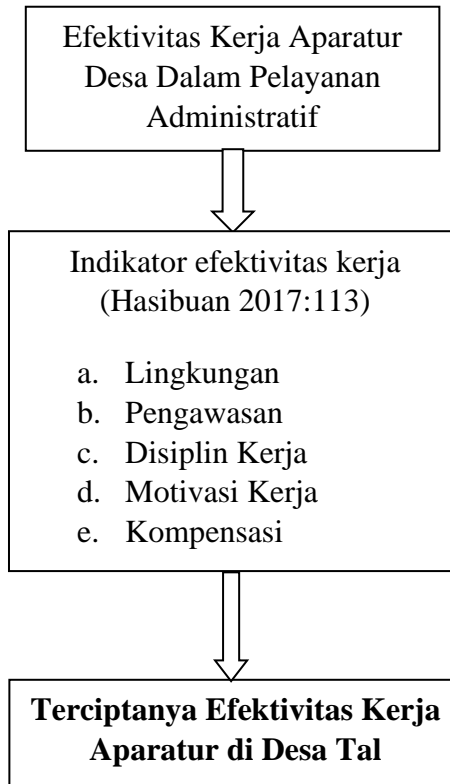 Efektivitas Kerja Aparatur
Desa Dalam Pelayanan
Administratif
Indikator efektivitas kerja
(Hasibuan 2017:113)
a. Lingkungan
b. Pengawasan
c. Disiplin Kerja
d. Motivasi Kerja
e. Kompensasi
Terciptanya Efektivitas Kerja
Aparatur di Desa Tal